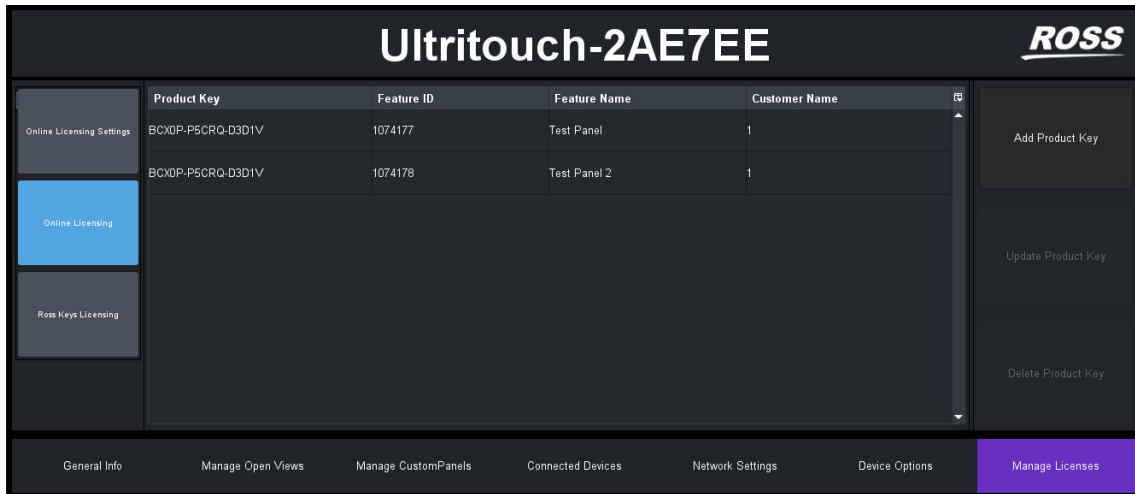 Ultritouch-2AE7EE
ROSS
Online Licensing Settings
Online Licensing
Ross Keys Licensing
Product Key Feature ID Feature Name Customer Name
BCX0P-P5CRQ-D3D1V 1074177 Test Panel 1
BCX0P-P5CRQ-D3D1V 1074178 Test Panel 2 1
Add Product Key
Update Product Key
Delete Product Key
General Info Manage Open Views Manage CustomPanels Connected Devices Network Settings Device Options Manage Licenses